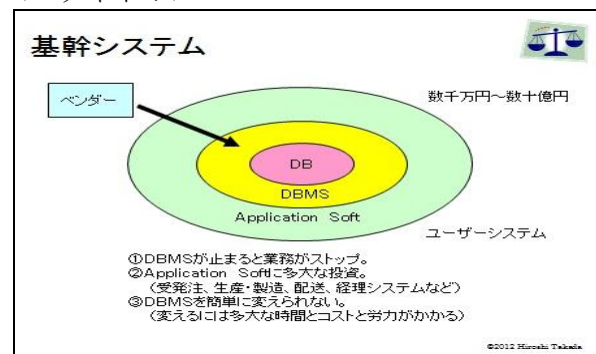 基幹システム
ベンダー
数千万円～数十億円
DB
DBMS
Application Soft
ユーザーシステム
①DBMSが止まると業務がストップ。
②Application Softに多大な投資。
（受発注、生産・製造、配送、経理システムなど）
③DBMSを簡単に変えられない。
（変えるには多大な時間とコストと労力がかかる）
©2012 Hiroshi Takada